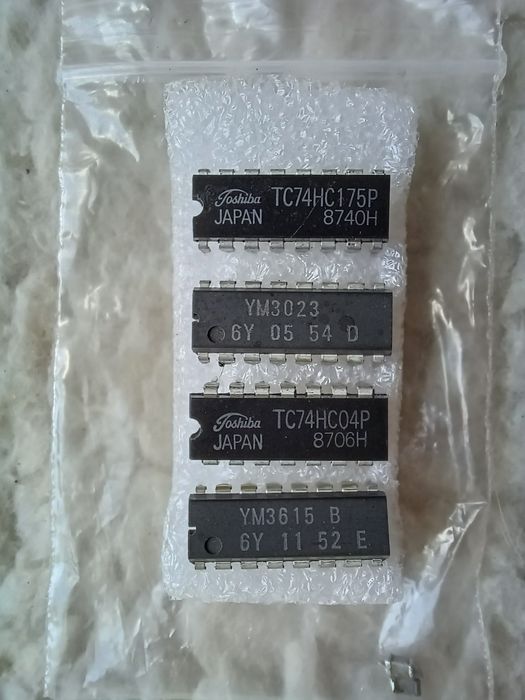 Toshiba TC74HC175P
JAPAN 8740H
YM3023
6Y 05 54 D
Toshiba TC74HC04P
JAPAN 8706H
YM3615 B
6Y 11 52 E